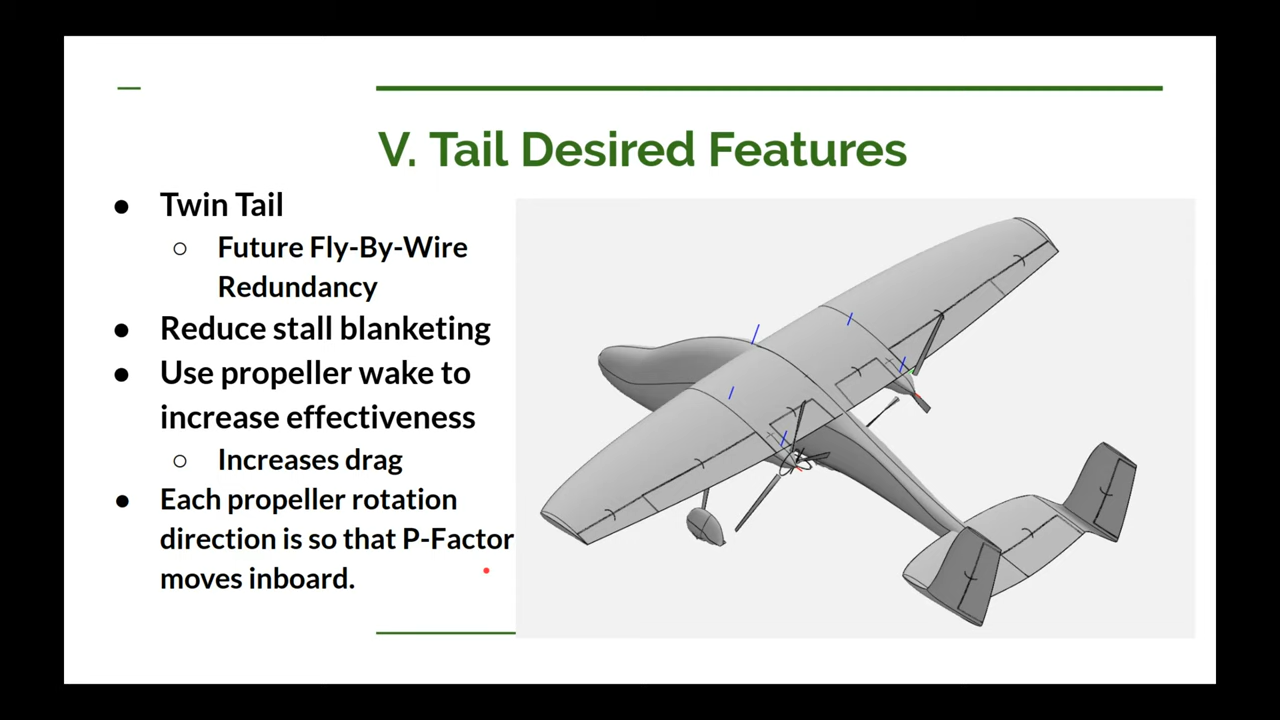 V. Tail Desired Features
● Twin Tail
○ Future Fly-By-Wire
Redundancy
● Reduce stall blanketing
● Use propeller wake to
increase effectiveness
○ Increases drag
● Each propeller rotation
direction is so that P-Factor
moves inboard.